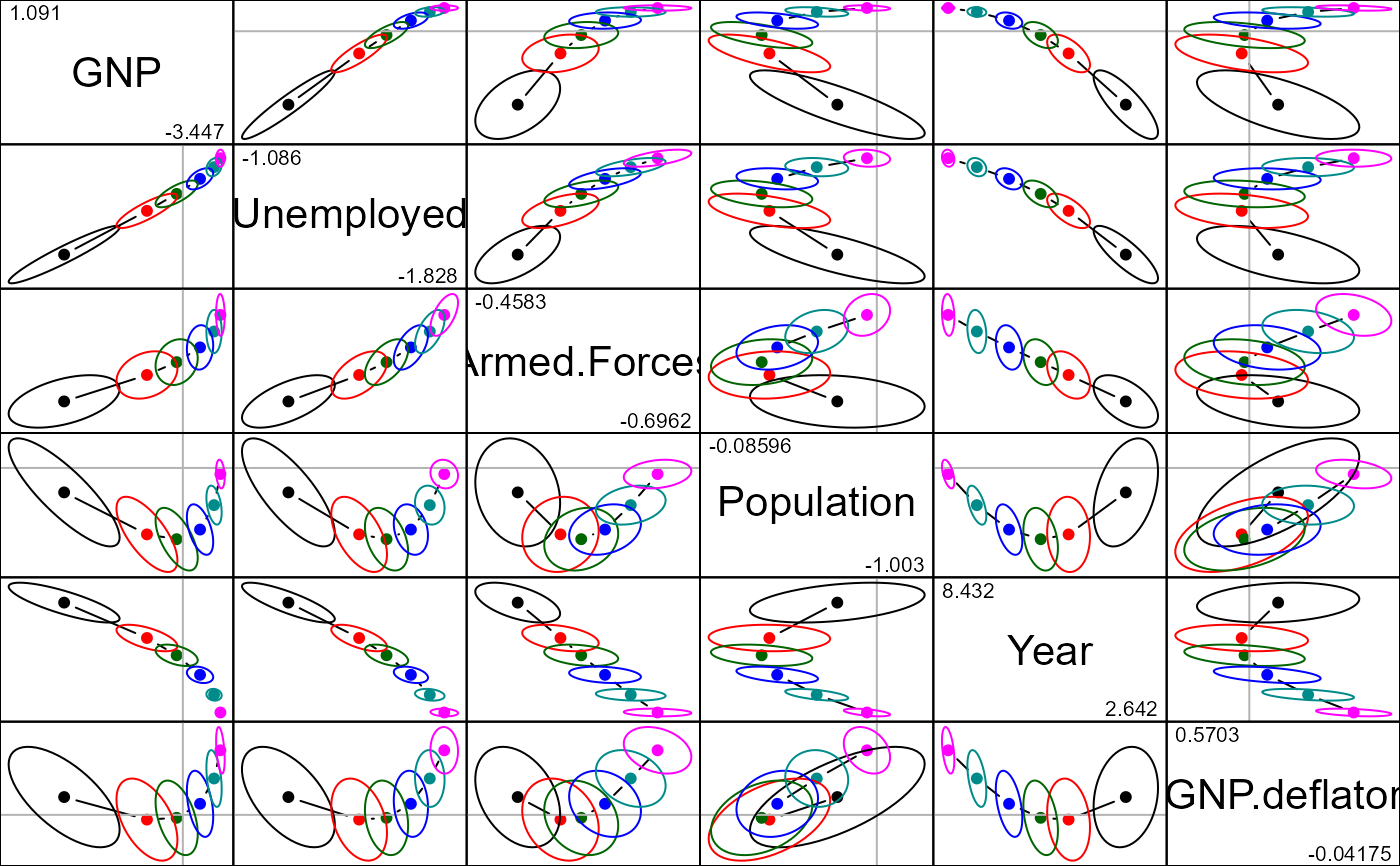 1.091
GNP
-3.447
-1.086
Unemployed
-1.828
-0.4583
Armed.Forces
-0.6962
-0.08596
Population
-1.003
8.432
Year
2.642
0.5703
GNP.deflator
-0.04175